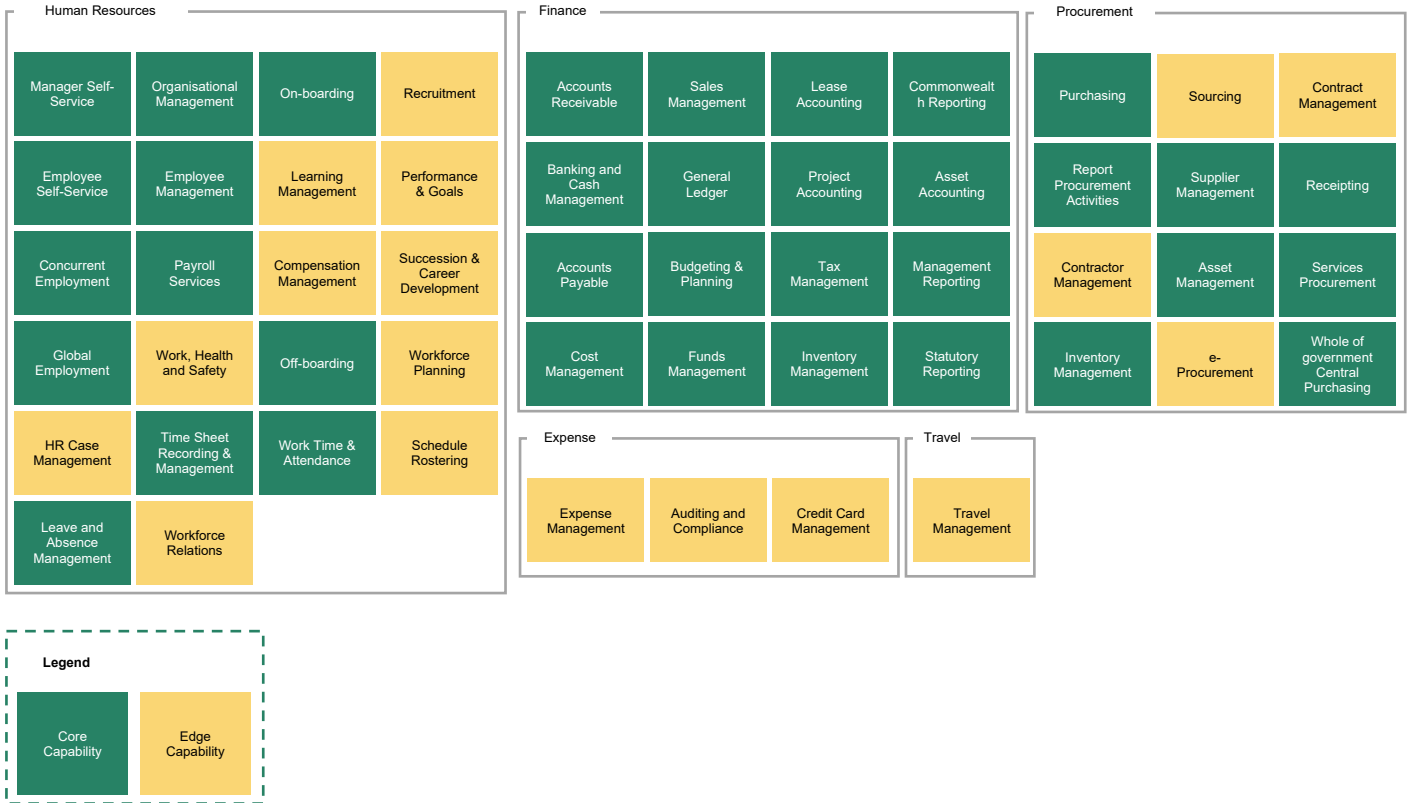 Human Resources
Manager Self-
Service
Organisational
Management
On-boarding
Recruitment
Employee
Self-Service
Employee
Management
Learning
Management
Performance
& Goals
Concurrent
Employment
Payroll
Services
Compensation
Management
Succession &
Career
Development
Global
Employment
Work, Health
and Safety
Off-boarding
Workforce
Planning
HR Case
Management
Time Sheet
Recording &
Management
Work Time &
Attendance
Schedule
Rostering
Leave and
Absence
Management
Workforce
Relations
Finance
Accounts
Receivable
Sales
Management
Lease
Accounting
Commonwealt
h Reporting
Banking and
Cash
Management
General
Ledger
Project
Accounting
Asset
Accounting
Accounts
Payable
Budgeting &
Planning
Tax
Management
Management
Reporting
Cost
Management
Funds
Management
Inventory
Management
Statutory
Reporting
Procurement
Purchasing
Sourcing
Contract
Management
Report
Procurement
Activities
Supplier
Management
Receipting
Contractor
Management
Asset
Management
Services
Procurement
Inventory
Management
e-
Procurement
Whole of
government
Central
Purchasing
Expense
Expense
Management
Auditing and
Compliance
Credit Card
Management
Travel
Travel
Management
Legend
Core
Capability
Edge
Capability